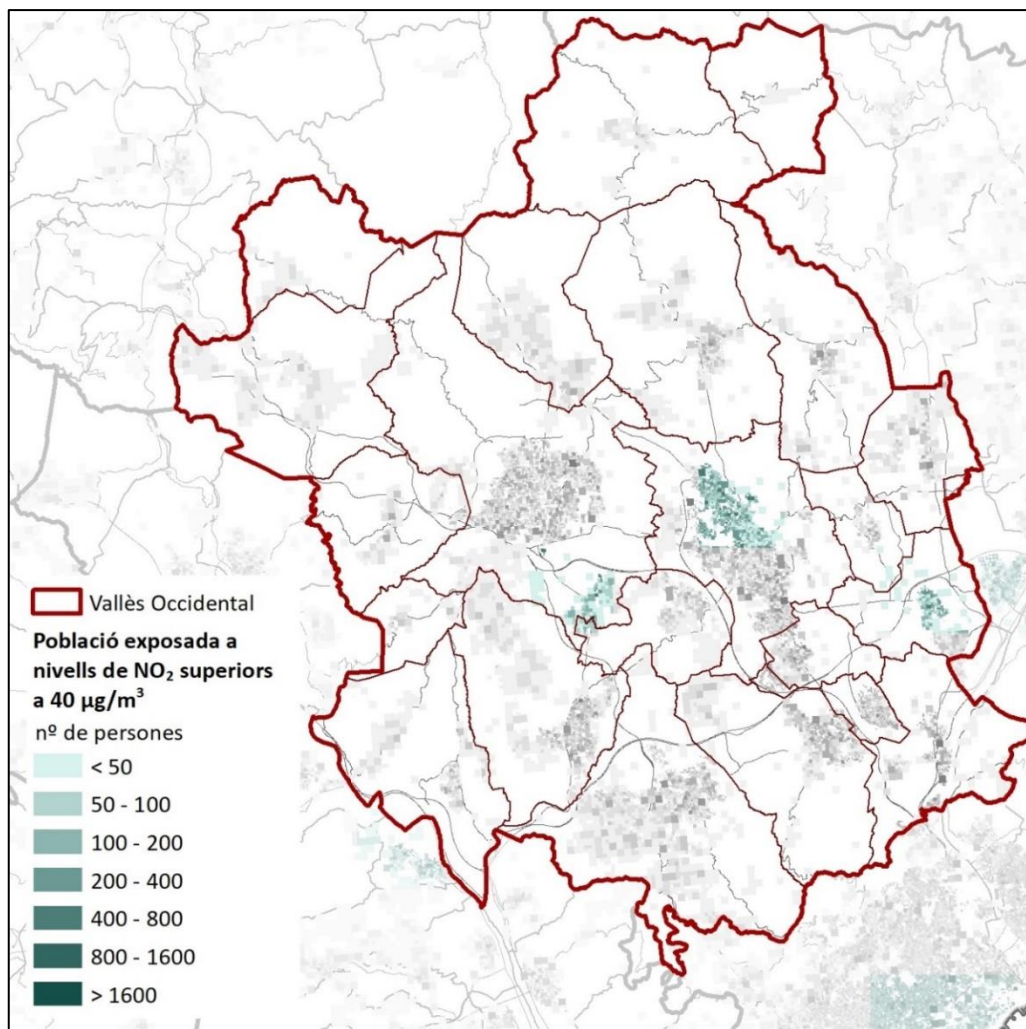 Vallès Occidental
Població exposada a
nivells de NO₂ superiors
a 40 µg/m³
nº de persones
< 50
50 - 100
100 - 200
200 - 400
400 - 800
800 - 1600
> 1600